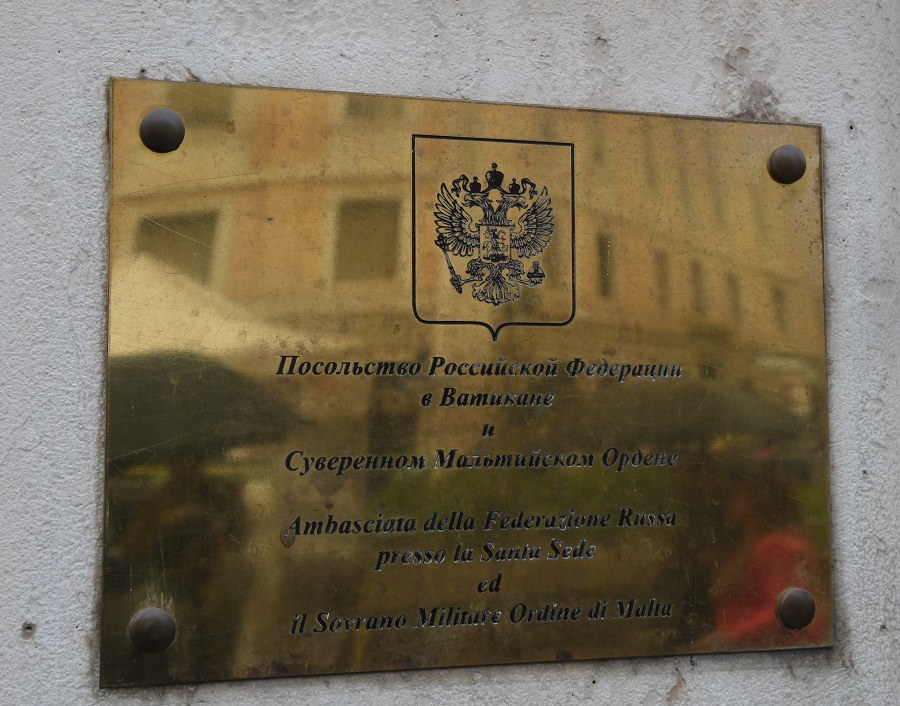 Посольство Российской Федерации
в Ватикане
и
Суверенном Мальтийском Ордене
Ambasciata della Federazione Russa
presso la Santa Sede
ed
il Sovrano Militare Ordine di Malta